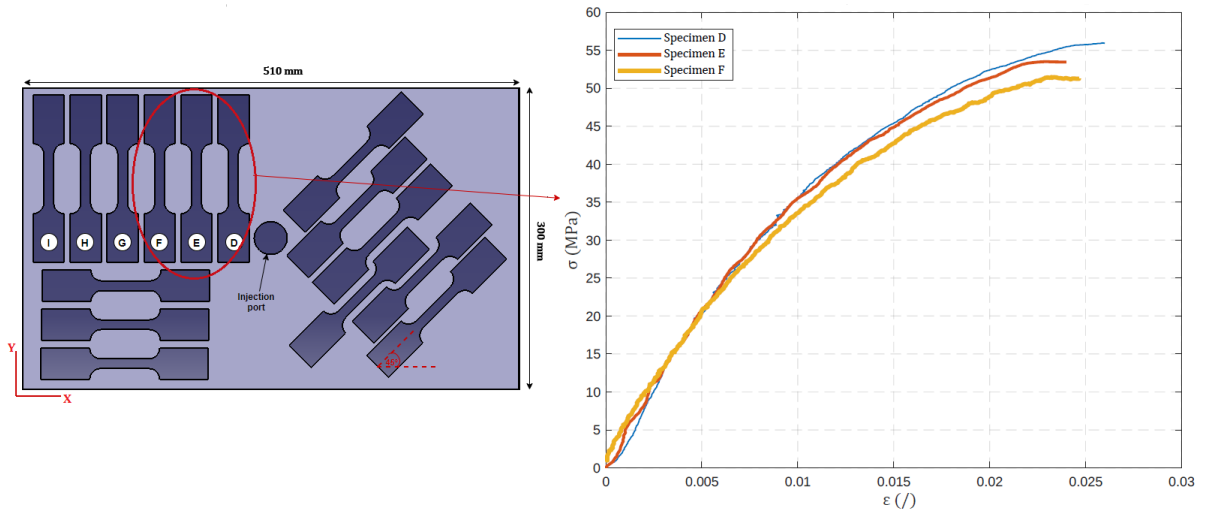 510 mm
300 mm
I H G F E D
Injection
port
45°
Y
X
60
55
50
45
40
35
30
25
20
15
10
5
0
σ (MPa)
Specimen D
Specimen E
Specimen F
0 0.005 0.01 0.015 0.02 0.025 0.03
ε (/)